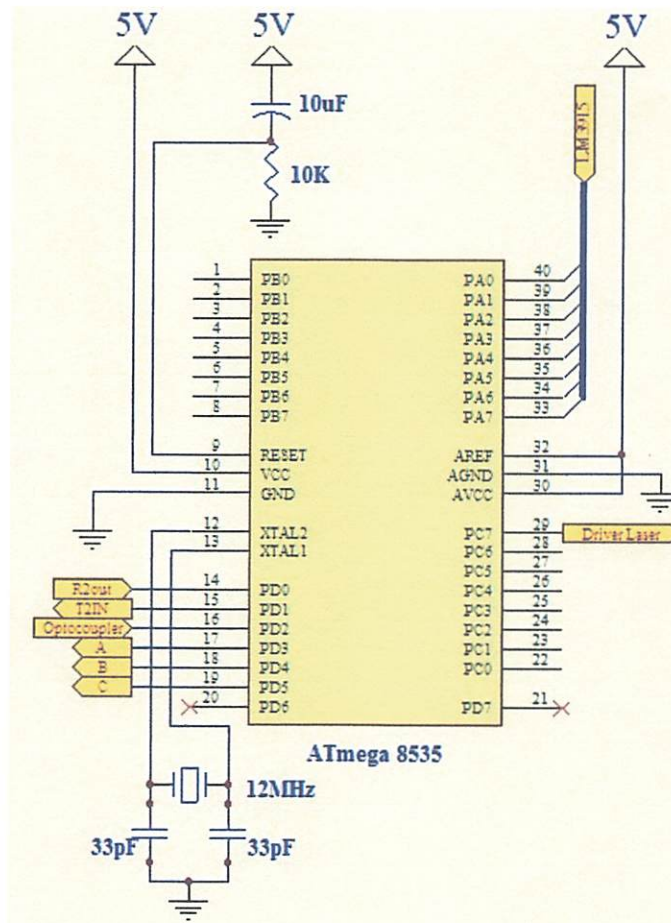 5V
5V
5V
10uF
10K
LM3915
1 PB0
2 PB1
3 PB2
4 PB3
5 PB4
6 PB5
7 PB6
8 PB7
9 RESET
10 VCC
11 GND
12 XTAL2
13 XTAL1
R2out 14 PD0
T2IN 15 PD1
Optocoupler 16 PD2
A 17 PD3
B 18 PD4
C 19 PD5
20 PD6
PA0 40
PA1 39
PA2 38
PA3 37
PA4 36
PA5 35
PA6 34
PA7 33
AREF 32
AGND 31
AVCC 30
PC7 29 Driver Laser
PC6 28
PC5 27
PC4 26
PC3 25
PC2 24
PC1 23
PC0 22
PD7 21
ATmega 8535
12MHz
33pF
33pF